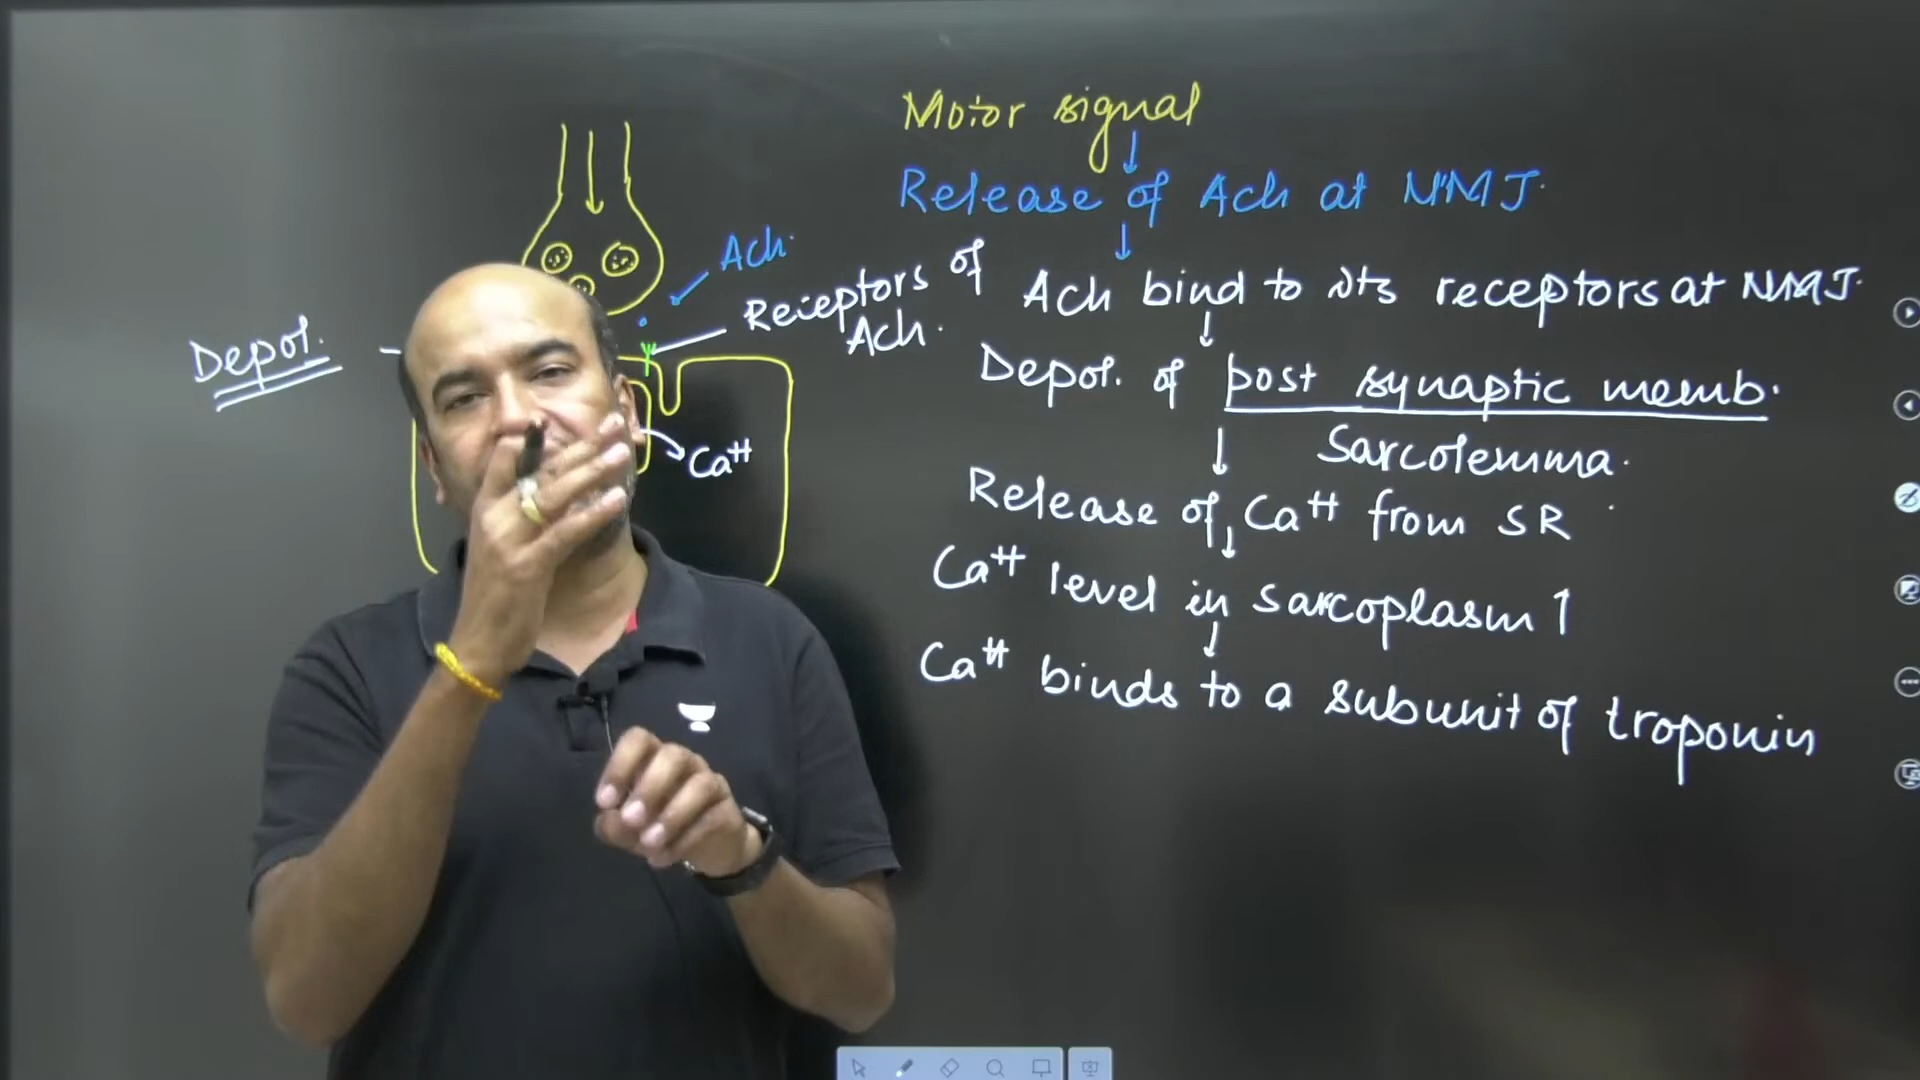 Motor signal
↓
Release of Ach at NMJ.
↓
Ach bind to its receptors at NMJ.
↓
Depol. of post synaptic memb.
Sarcolemma.
↓
Release of Ca++ from SR
↓
Ca++ level in sarcoplasm ↑
↓
Ca++ binds to a subunit of troponin
Ach.
Receptors of
Ach.
Depol.
Ca++